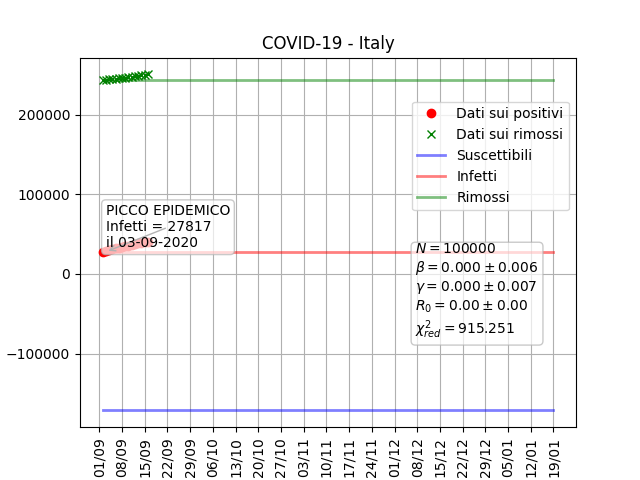 COVID-19 - Italy
200000
100000
0
−100000
Dati sui positivi
Dati sui rimossi
Suscettibili
Infetti
Rimossi
PICCO EPIDEMICO
Infetti = 27817
il 03-09-2020
N = 100000
β = 0.000 ± 0.006
γ = 0.000 ± 0.007
R₀ = 0.00 ± 0.00
χ²red = 915.251
01/09
08/09
15/09
22/09
29/09
06/10
13/10
20/10
27/10
03/11
10/11
17/11
24/11
01/12
08/12
15/12
22/12
29/12
05/01
12/01
19/01